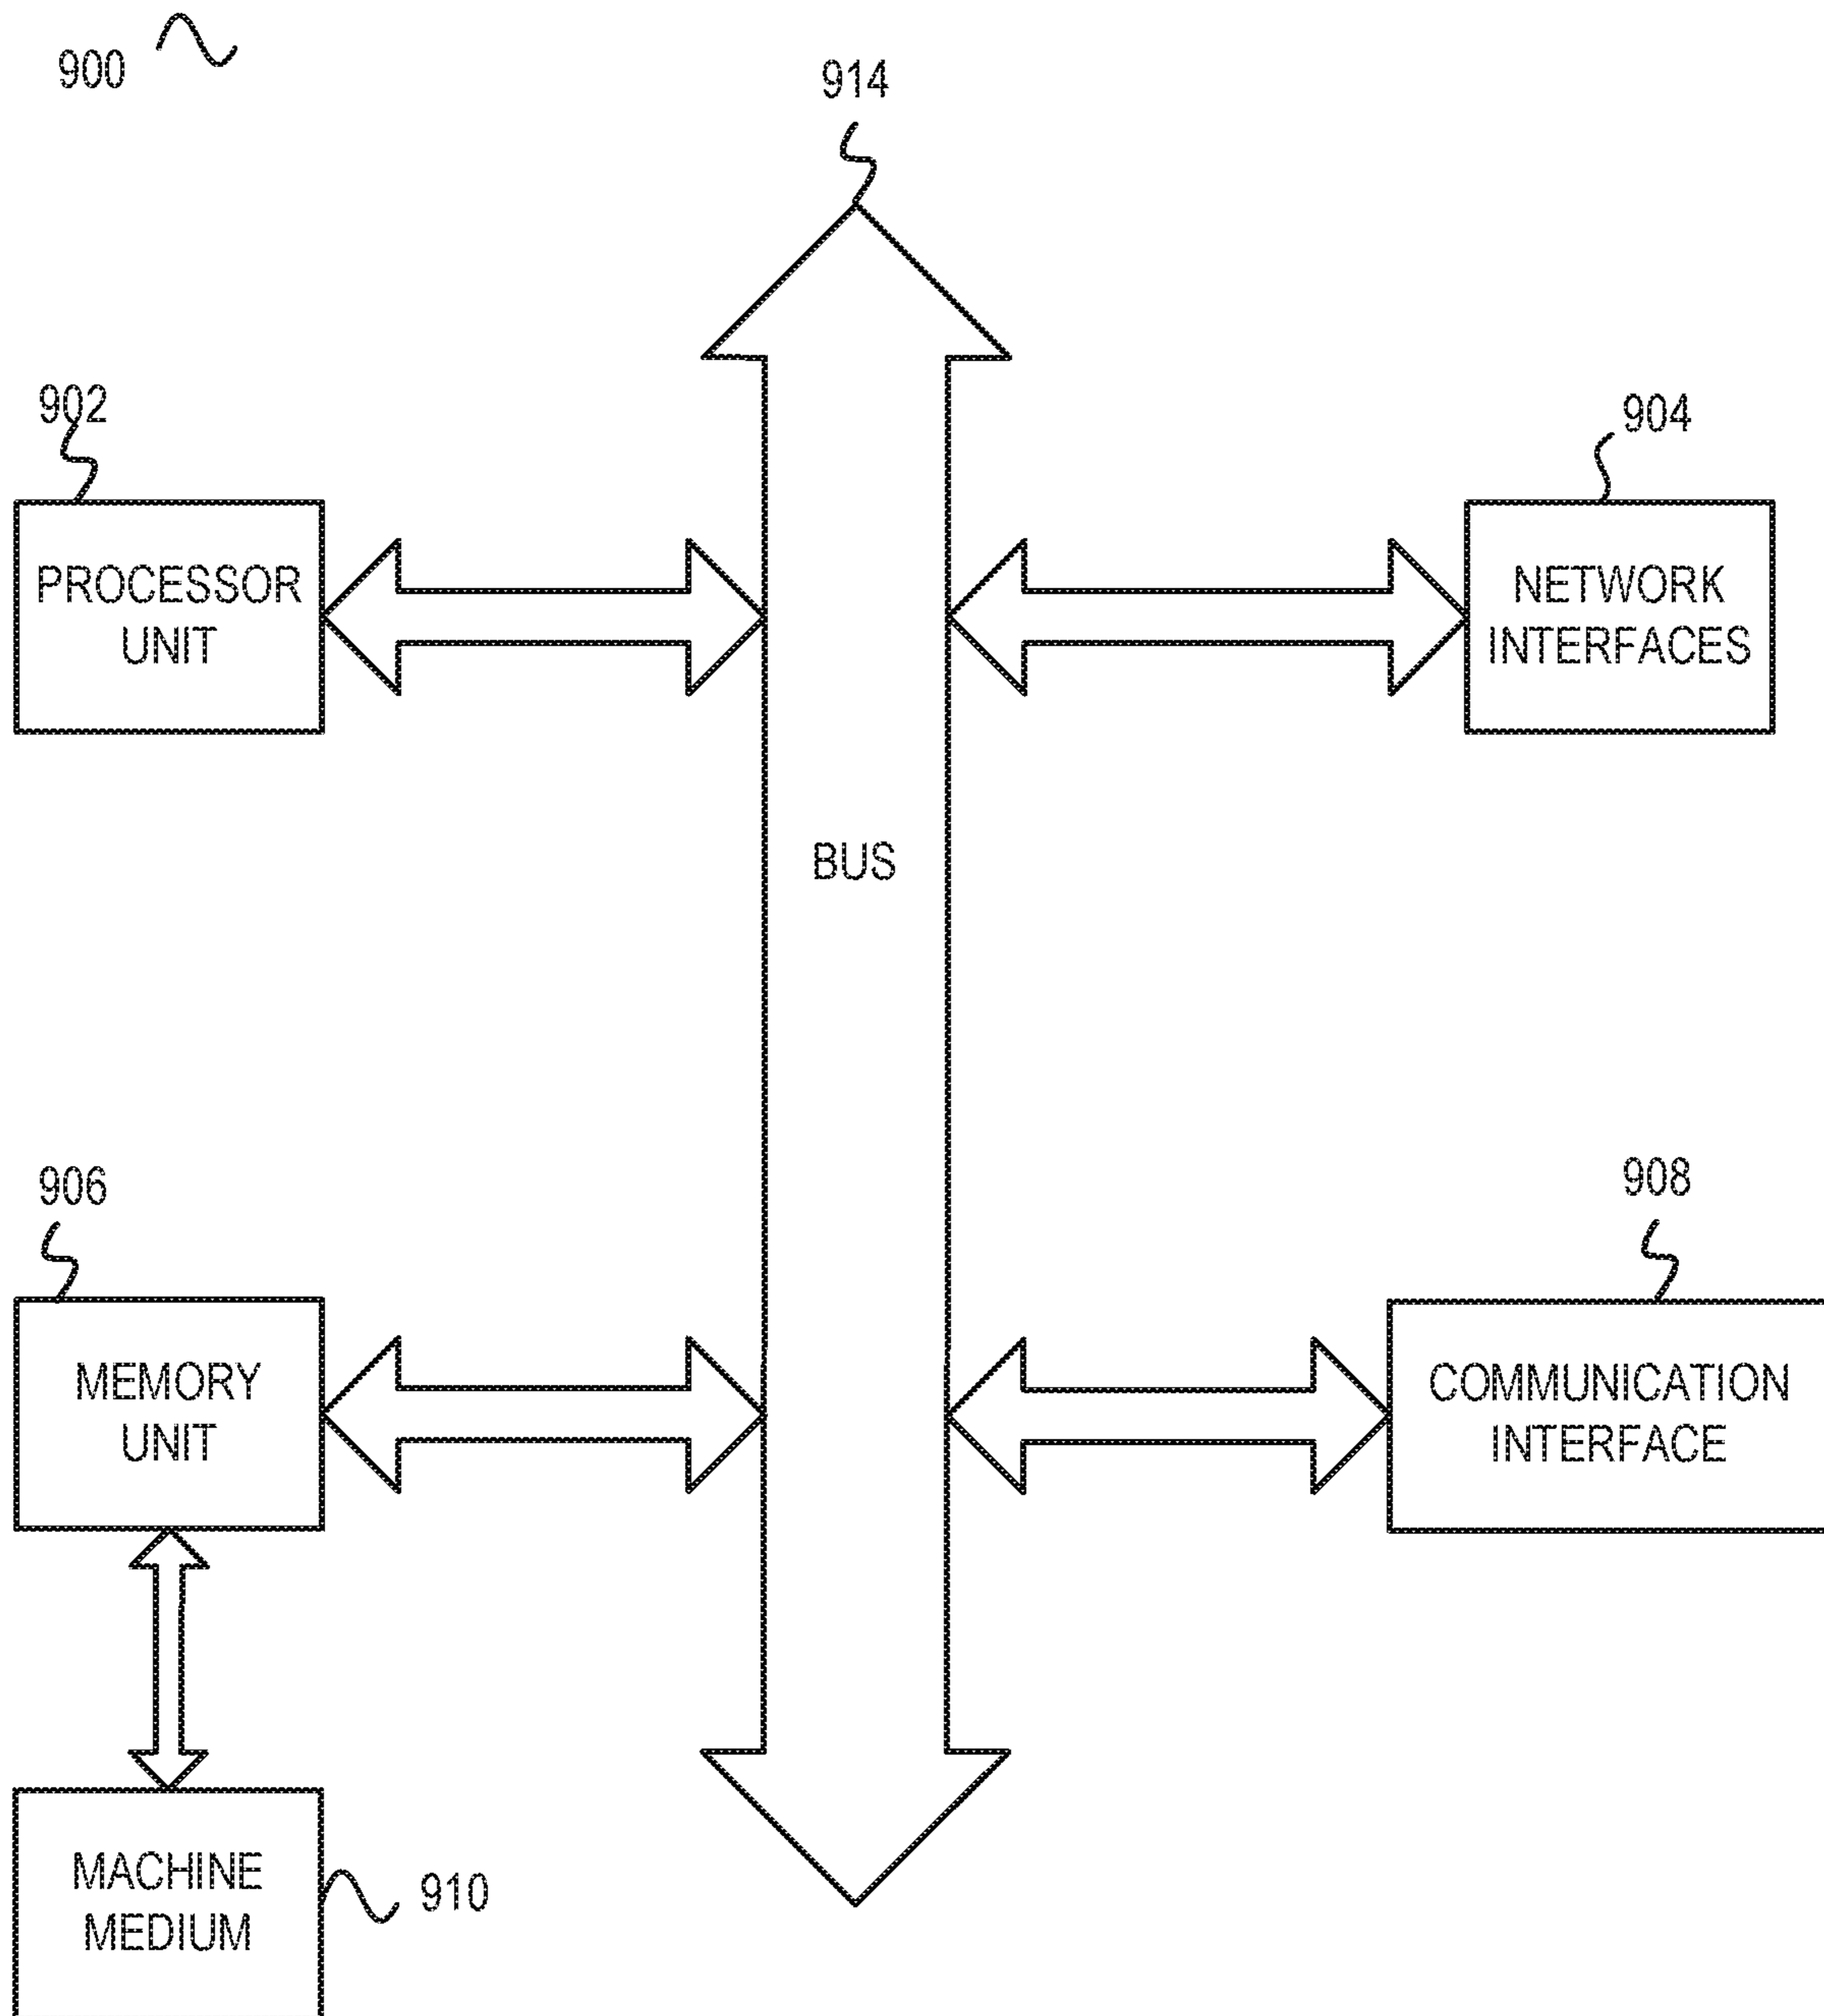 900
914
902
904
PROCESSOR
UNIT
NETWORK
INTERFACES
BUS
906
908
MEMORY
UNIT
COMMUNICATION
INTERFACE
MACHINE
MEDIUM
910